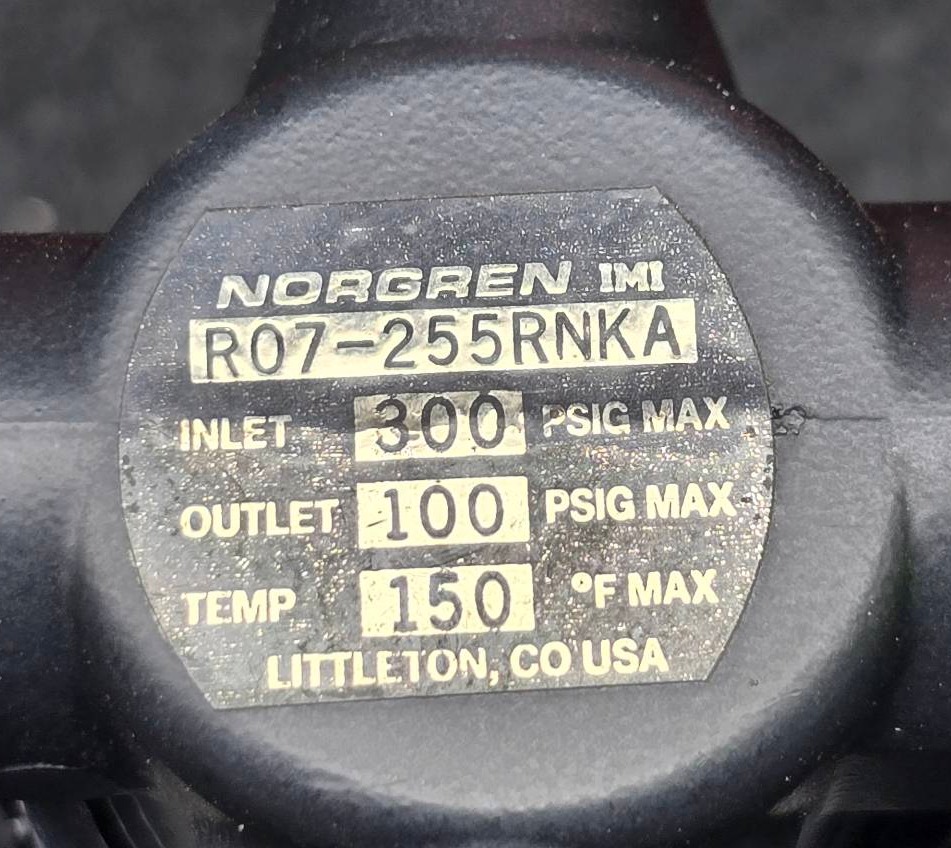 NORGREN IMI
R07-255RNKA
INLET 300 PSIG MAX
OUTLET 100 PSIG MAX
TEMP 150 °F MAX
LITTLETON, CO USA